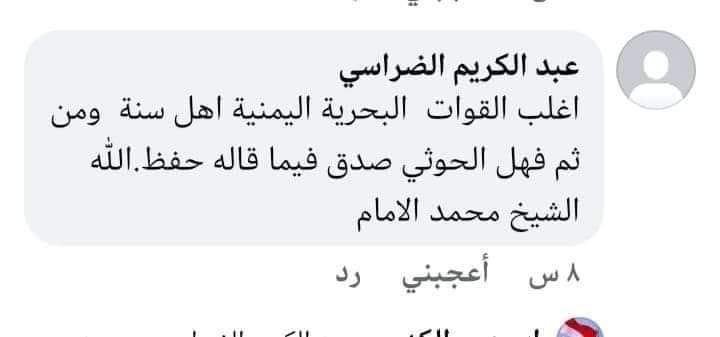 عبد الكريم الضراسي
اغلب القوات البحرية اليمنية اهل سنة ومن
ثم فهل الحوثي صدق فيما قاله حفظ.الله
الشيخ محمد الامام
٨ س أعجبني رد